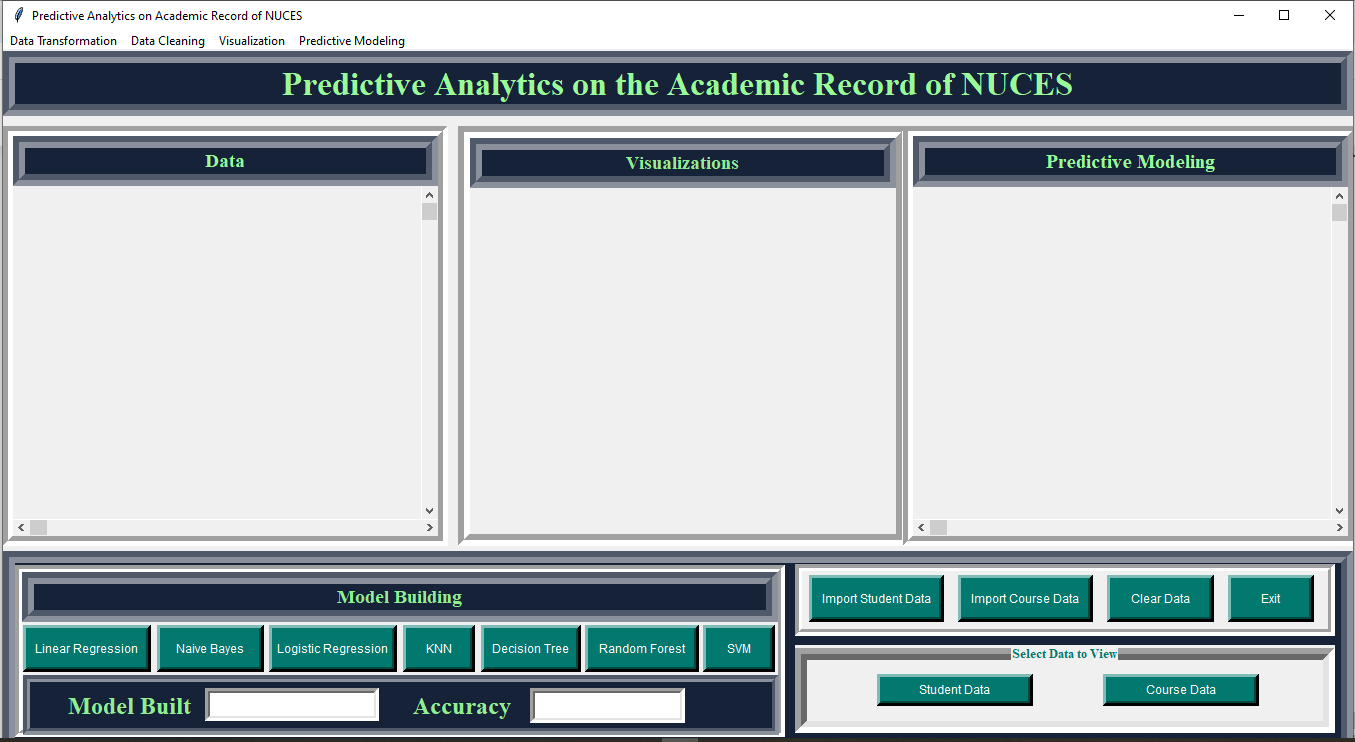 Predictive Analytics on Academic Record of NUCES
Data Transformation Data Cleaning Visualization Predictive Modeling
Predictive Analytics on the Academic Record of NUCES
Data
Visualizations
Predictive Modeling
Model Building
Linear Regression Naive Bayes Logistic Regression KNN Decision Tree Random Forest SVM
Model Built Accuracy
Import Student Data Import Course Data Clear Data Exit
Select Data to View
Student Data Course Data